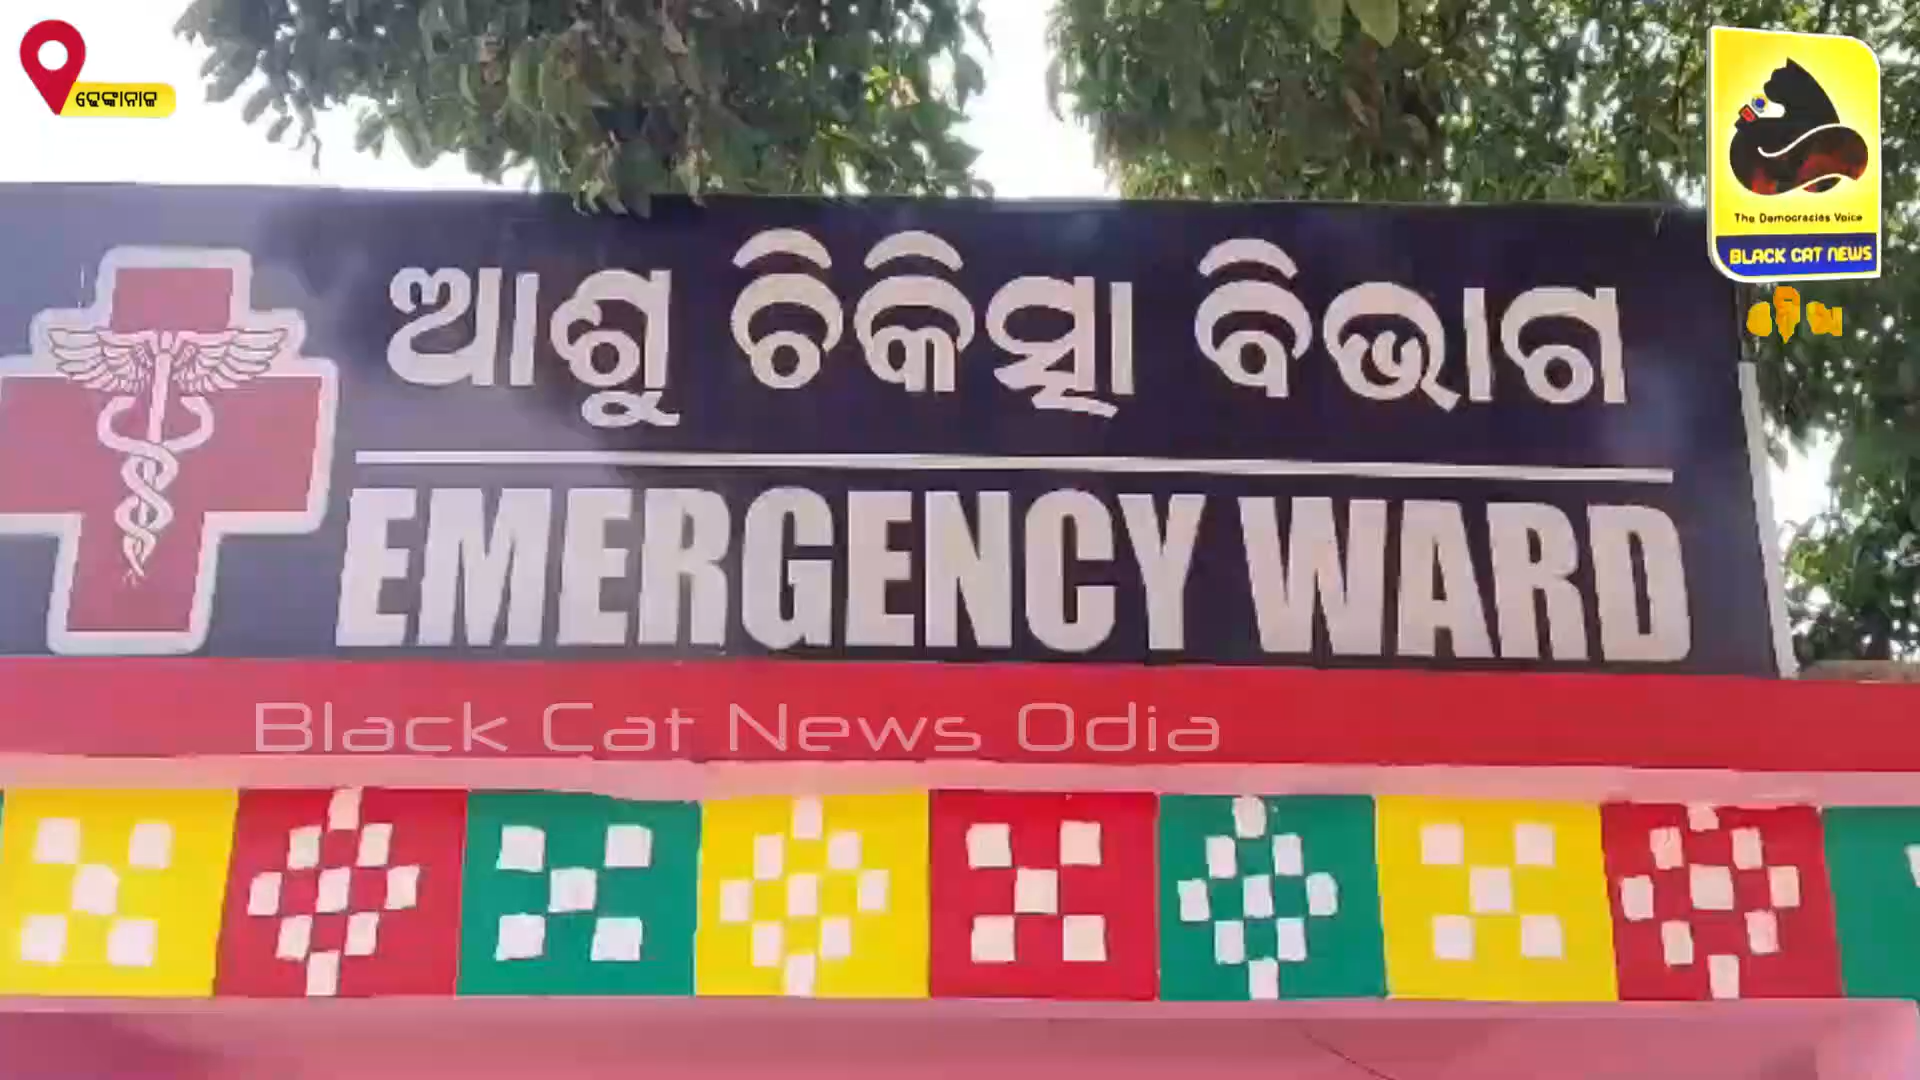 ଢେଙ୍କାନାଳ
The Democracies Voice
BLACK CAT NEWS
ଆଶୁ ଚିକିତ୍ସା ବିଭାଗ
EMERGENCY WARD
Black Cat News Odia